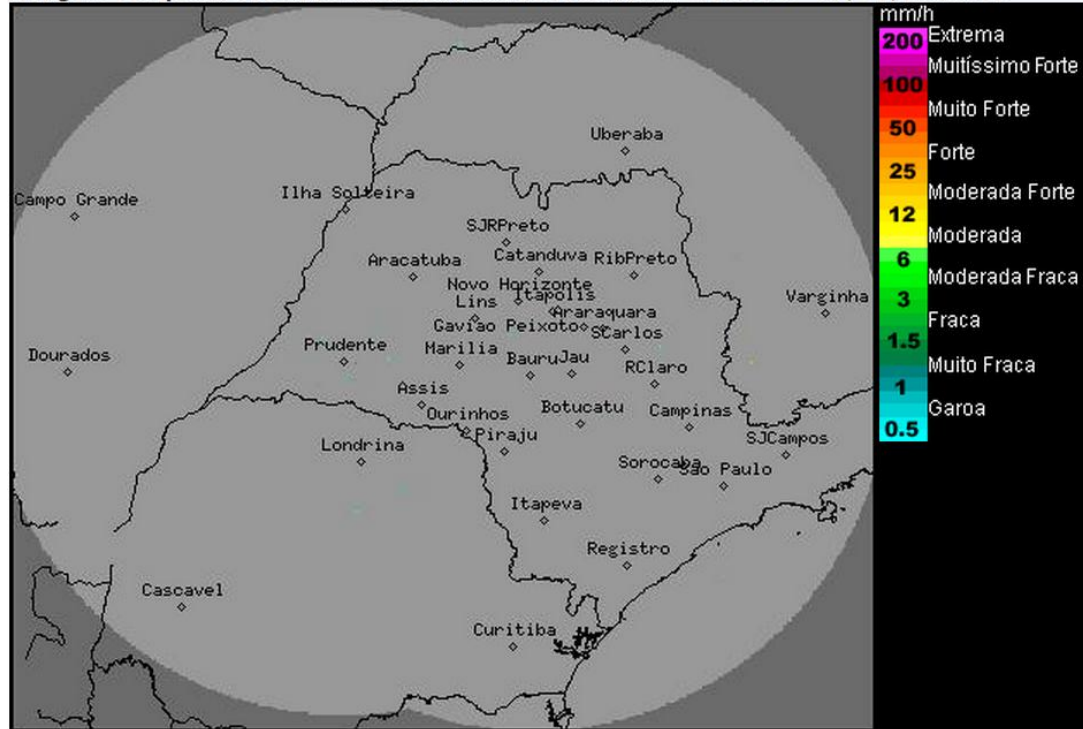 mm/h
200 Extrema
Muitíssimo Forte
100
Muito Forte
50
Forte
25
Moderada Forte
12
Moderada
6
Moderada Fraca
3
Fraca
1.5
Muito Fraca
1
Garoa
0.5
Uberaba
Campo Grande
Ilha Solteira
SJRPreto
Aracatuba
Catanduva
RibPreto
Novo Horizonte
Lins
Itapolis
Araraquara
Varginha
Gaviao Peixoto
SCarlos
Dourados
Prudente
Marilia
Bauru
Jau
RClaro
Assis
Ourinhos
Botucatu
Campinas
Piraju
SJCampos
Londrina
Sorocaba
Sao Paulo
Itapeva
Registro
Cascavel
Curitiba